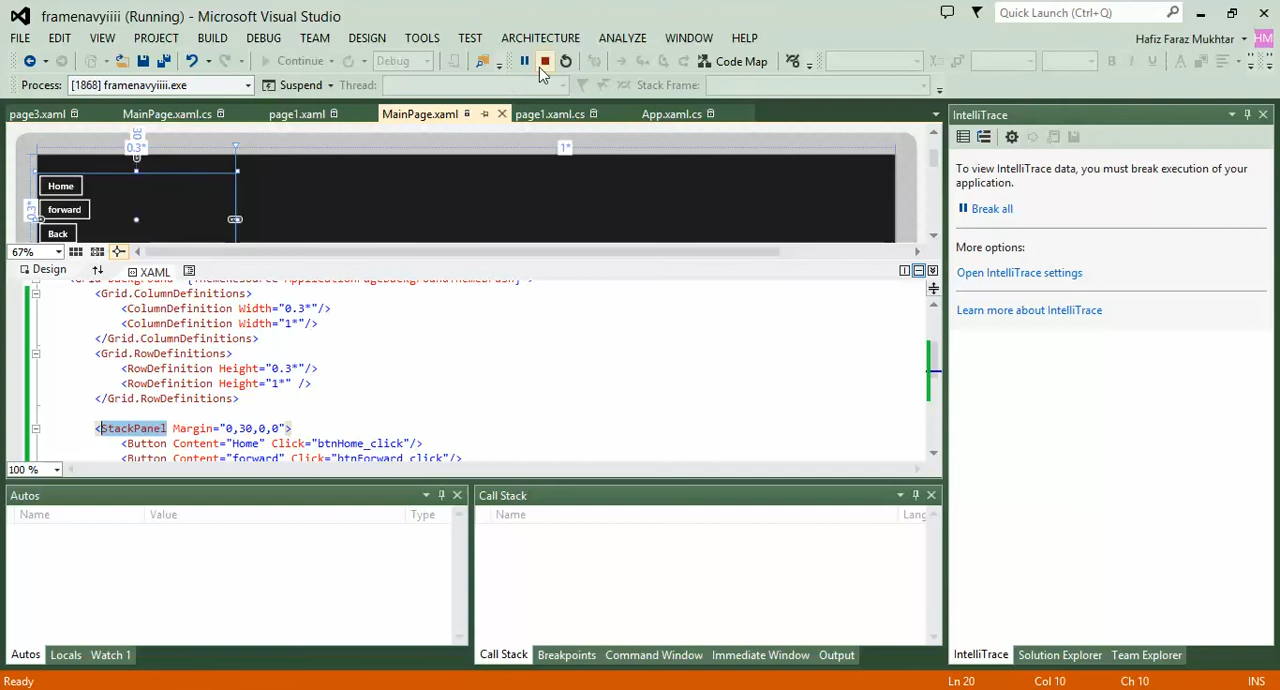 framenavyiiii (Running) - Microsoft Visual Studio
Quick Launch (Ctrl+Q)
FILE EDIT VIEW PROJECT BUILD DEBUG TEAM DESIGN TOOLS TEST ARCHITECTURE ANALYZE WINDOW HELP
Hafiz Faraz Mukhtar HM
Continue Debug Code Map
Process: [1868] framenavyiiii.exe Suspend Thread: Stack Frame:
page3.xaml MainPage.xaml.cs page1.xaml MainPage.xaml page1.xaml.cs App.xaml.cs
IntelliTrace
30
0.3* 1*
Home
0.3*
forward
Back
To view IntelliTrace data, you must break execution of your
application.
Break all
More options:
Open IntelliTrace settings
Learn more about IntelliTrace
67%
Design XAML
<Grid.ColumnDefinitions>
<ColumnDefinition Width="0.3*"/>
<ColumnDefinition Width="1*"/>
</Grid.ColumnDefinitions>
<Grid.RowDefinitions>
<RowDefinition Height="0.3*"/>
<RowDefinition Height="1*" />
</Grid.RowDefinitions>
<StackPanel Margin="0,30,0,0">
<Button Content="Home" Click="btnHome_click"/>
<Button Content="forward" Click="btnForward_click"/>
100 %
Autos
Name Value Type
Call Stack
Name Lang
Autos Locals Watch 1
Call Stack Breakpoints Command Window Immediate Window Output
IntelliTrace Solution Explorer Team Explorer
Ready Ln 20 Col 10 Ch 10 INS